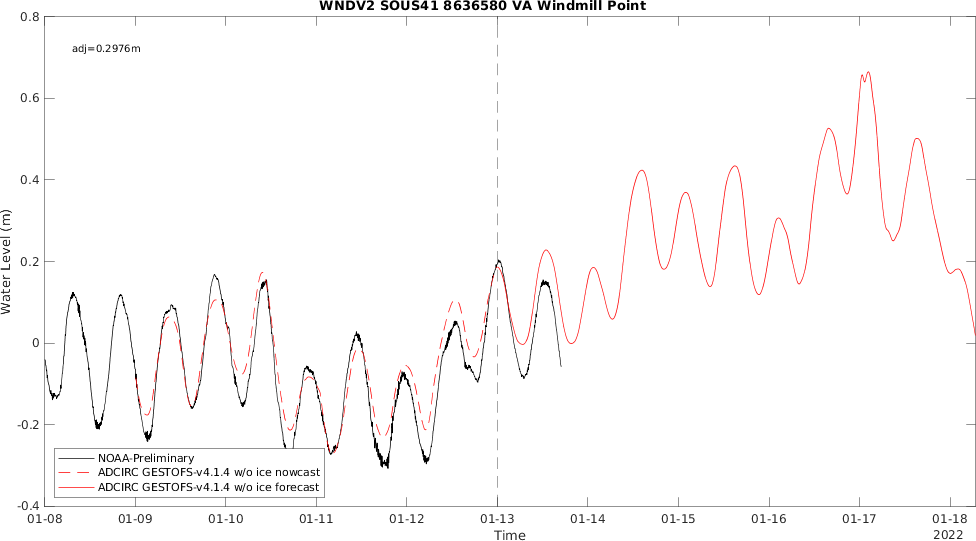 WNDV2 SOUS41 8636580 VA Windmill Point
0.8
adj=0.2976m
0.6
0.4
Water Level (m)
0.2
0
-0.2
NOAA-Preliminary
ADCIRC GESTOFS-v4.1.4 w/o ice nowcast
ADCIRC GESTOFS-v4.1.4 w/o ice forecast
-0.4
01-08 01-09 01-10 01-11 01-12 01-13 01-14 01-15 01-16 01-17 01-18
Time 2022